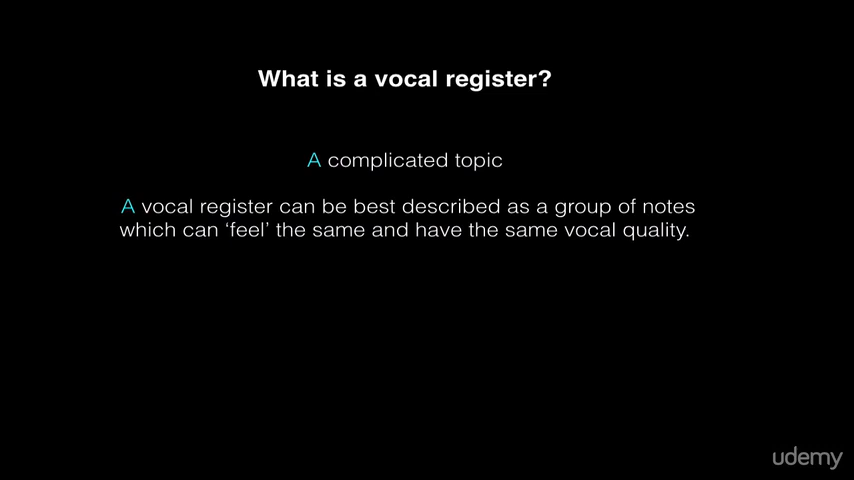 What is a vocal register?
A complicated topic
A vocal register can be best described as a group of notes
which can ‘feel’ the same and have the same vocal quality.
udemy